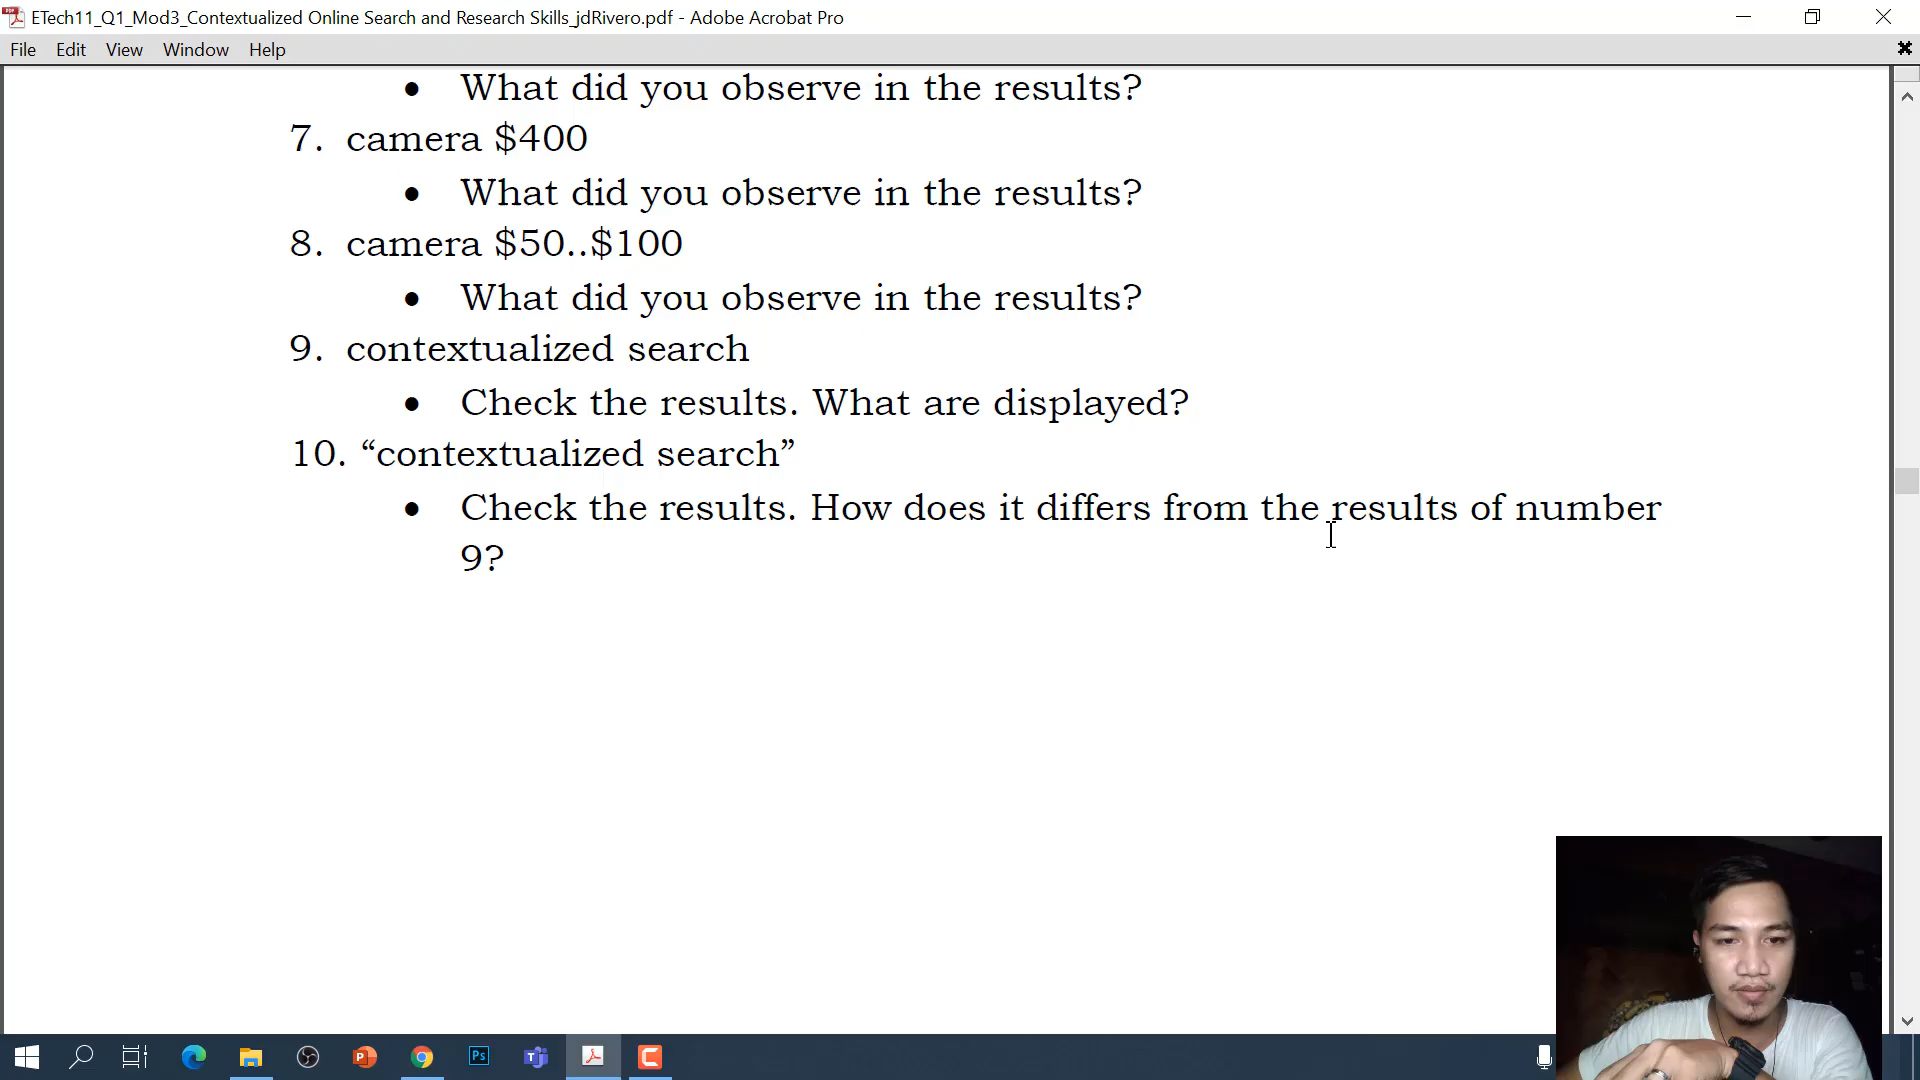 ETech11_Q1_Mod3_Contextualized Online Search and Research Skills_jdRivero.pdf - Adobe Acrobat Pro
File Edit View Window Help
• What did you observe in the results?
7. camera $400
• What did you observe in the results?
8. camera $50..$100
• What did you observe in the results?
9. contextualized search
• Check the results. What are displayed?
10. “contextualized search”
• Check the results. How does it differs from the results of number
9?